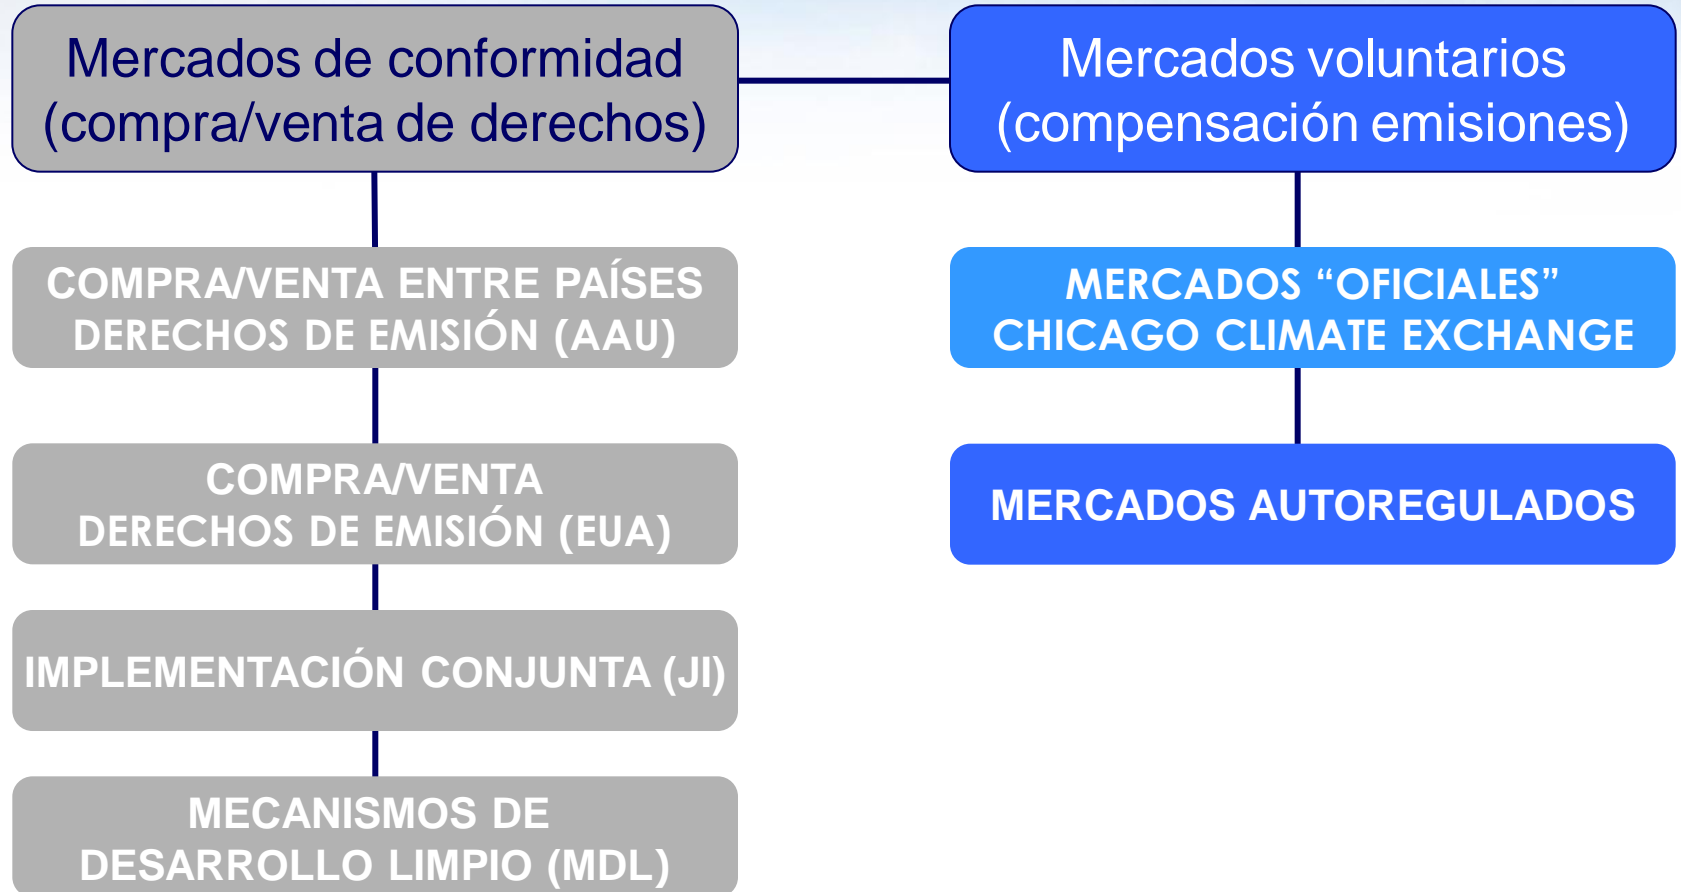 Mercados de conformidad
(compra/venta de derechos)
COMPRA/VENTA ENTRE PAÍSES
DERECHOS DE EMISIÓN (AAU)
COMPRA/VENTA
DERECHOS DE EMISIÓN (EUA)
IMPLEMENTACIÓN CONJUNTA (JI)
MECANISMOS DE
DESARROLLO LIMPIO (MDL)
Mercados voluntarios
(compensación emisiones)
MERCADOS “OFICIALES”
CHICAGO CLIMATE EXCHANGE
MERCADOS AUTOREGULADOS